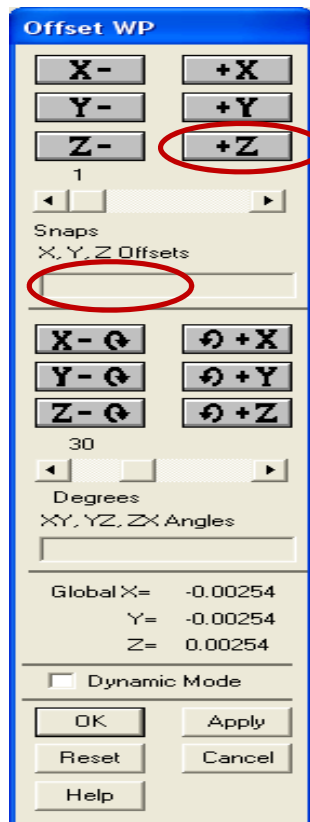 Offset WP
X- +X
Y- +Y
Z- +Z
1
Snaps
X, Y, Z Offsets
X- +X
Y- +Y
Z- +Z
30
Degrees
XY, YZ, ZX Angles
Global X= -0.00254
Y= -0.00254
Z= 0.00254
Dynamic Mode
OK Apply
Reset Cancel
Help